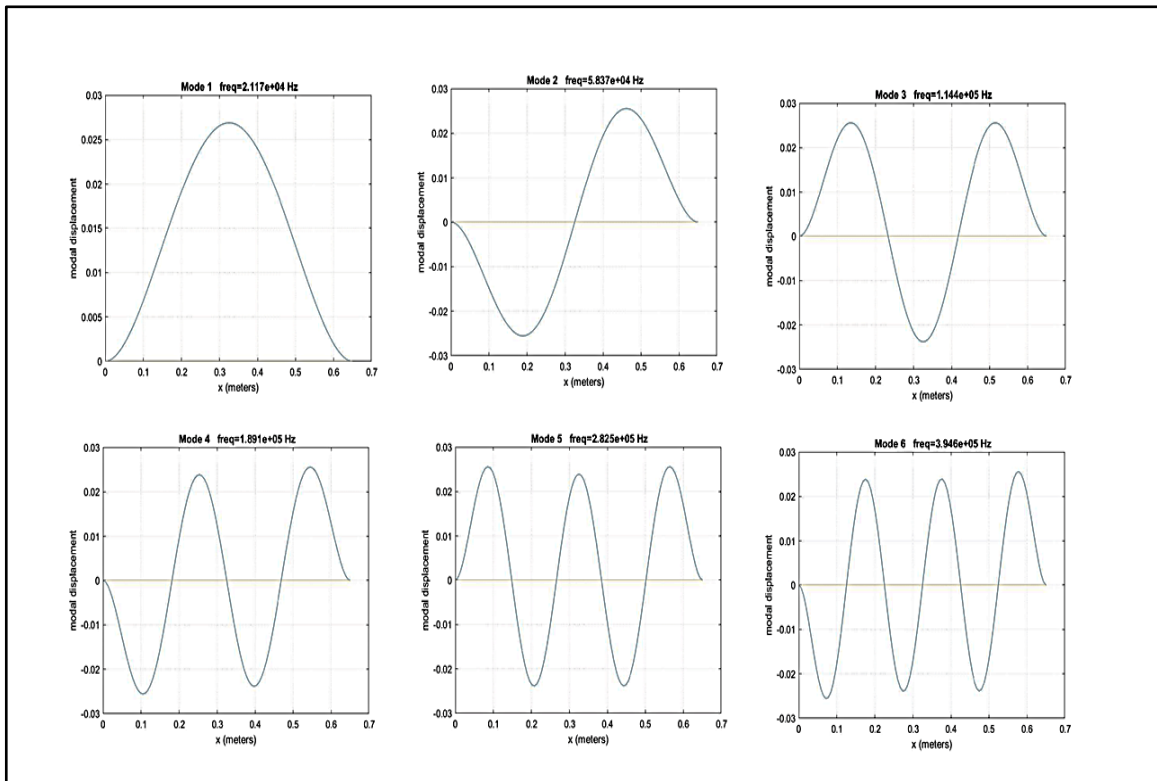 Mode 1 freq=2.117e+04 Hz
0.03
0.025
0.02
0.015
0.01
0.005
0
modal displacement
0 0.1 0.2 0.3 0.4 0.5 0.6 0.7
x (meters)
Mode 2 freq=5.837e+04 Hz
0.03
0.02
0.01
0
-0.01
-0.02
-0.03
modal displacement
0 0.1 0.2 0.3 0.4 0.5 0.6 0.7
x (meters)
Mode 3 freq=1.144e+05 Hz
0.03
0.02
0.01
0
-0.01
-0.02
-0.03
modal displacement
0 0.1 0.2 0.3 0.4 0.5 0.6 0.7
x (meters)
Mode 4 freq=1.891e+05 Hz
0.03
0.02
0.01
0
-0.01
-0.02
-0.03
modal displacement
0 0.1 0.2 0.3 0.4 0.5 0.6 0.7
x (meters)
Mode 5 freq=2.825e+05 Hz
0.03
0.02
0.01
0
-0.01
-0.02
-0.03
modal displacement
0 0.1 0.2 0.3 0.4 0.5 0.6 0.7
x (meters)
Mode 6 freq=3.946e+05 Hz
0.03
0.02
0.01
0
-0.01
-0.02
-0.03
modal displacement
0 0.1 0.2 0.3 0.4 0.5 0.6 0.7
x (meters)